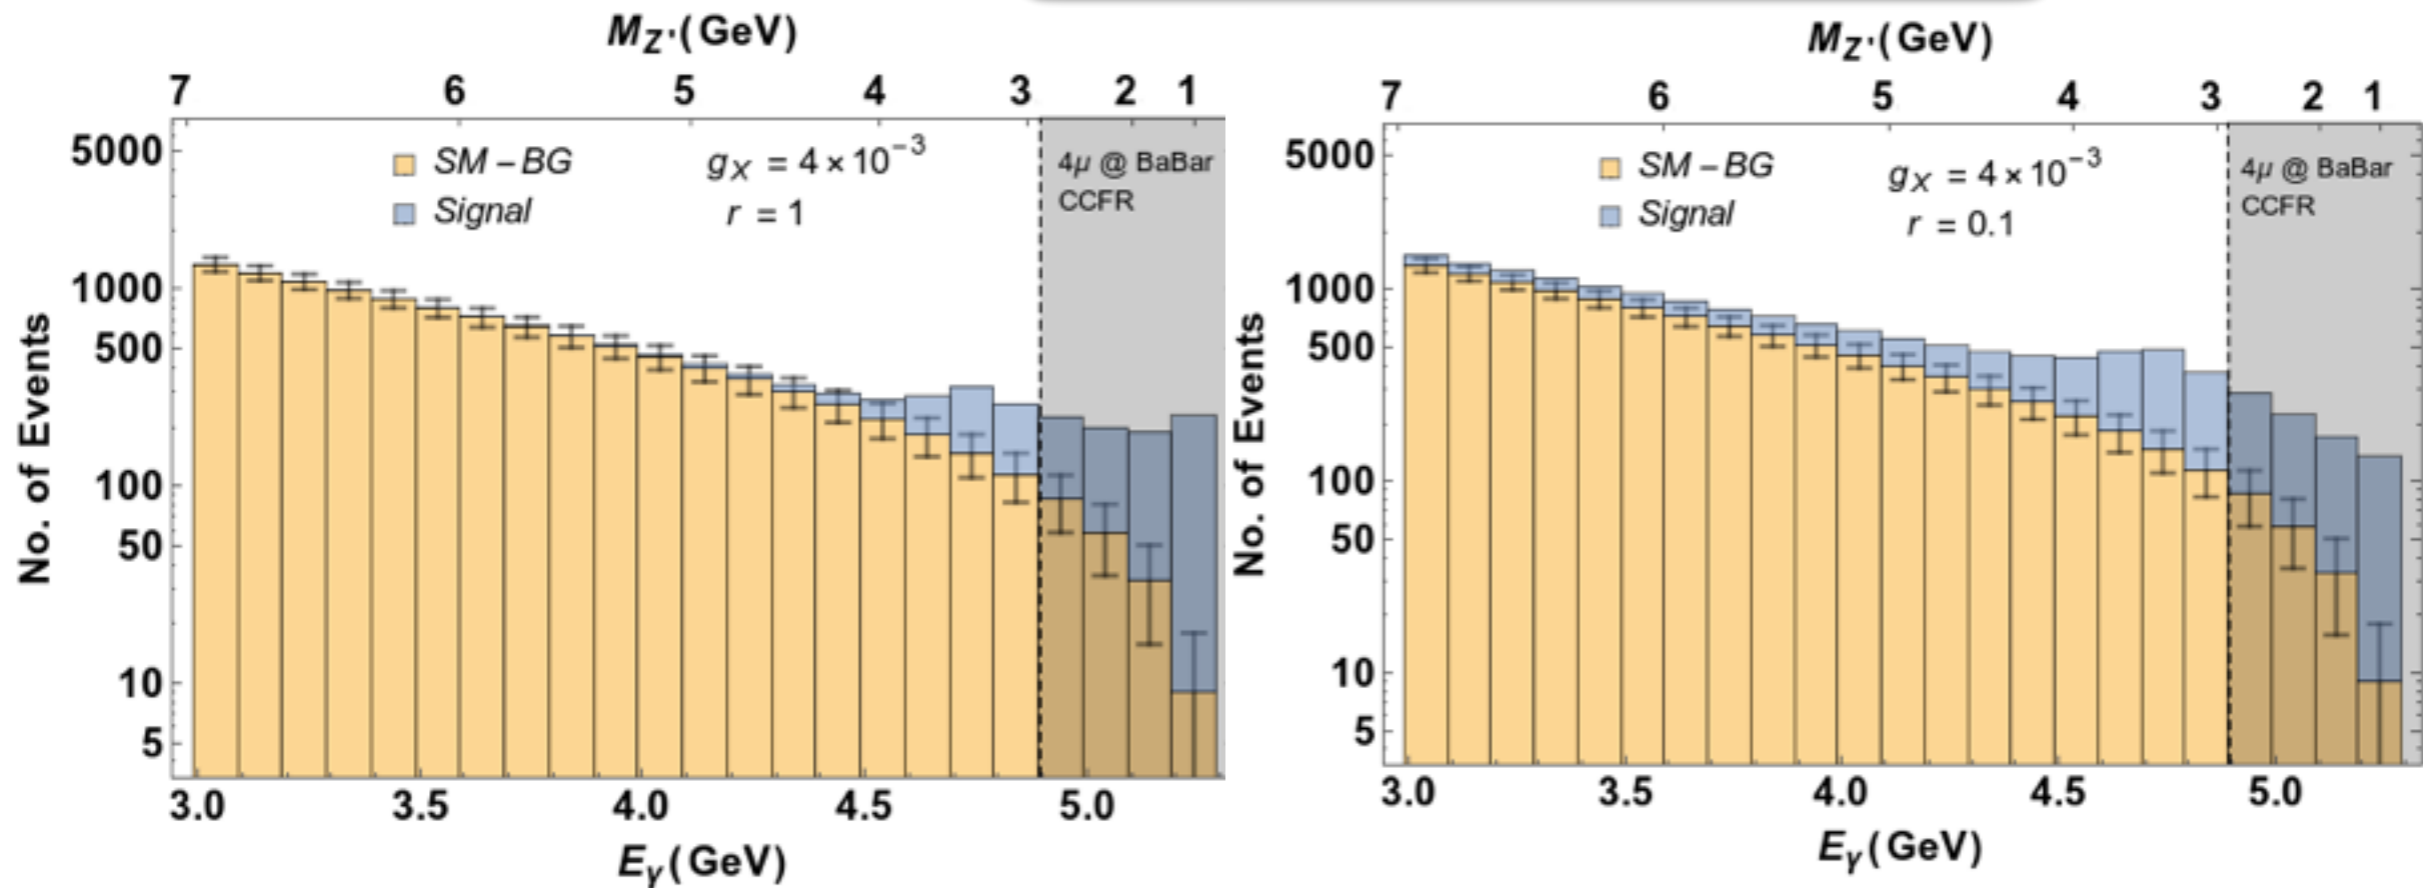 M_Z' (GeV)
7 6 5 4 3 2 1
5000
1000
500
100
50
10
5
No. of Events
SM – BG
Signal
g_X = 4 × 10^−3
r = 1
4μ @ BaBar
CCFR
3.0 3.5 4.0 4.5 5.0
E_γ (GeV)
M_Z' (GeV)
7 6 5 4 3 2 1
5000
1000
500
100
50
10
5
No. of Events
SM – BG
Signal
g_X = 4 × 10^−3
r = 0.1
4μ @ BaBar
CCFR
3.0 3.5 4.0 4.5 5.0
E_γ (GeV)